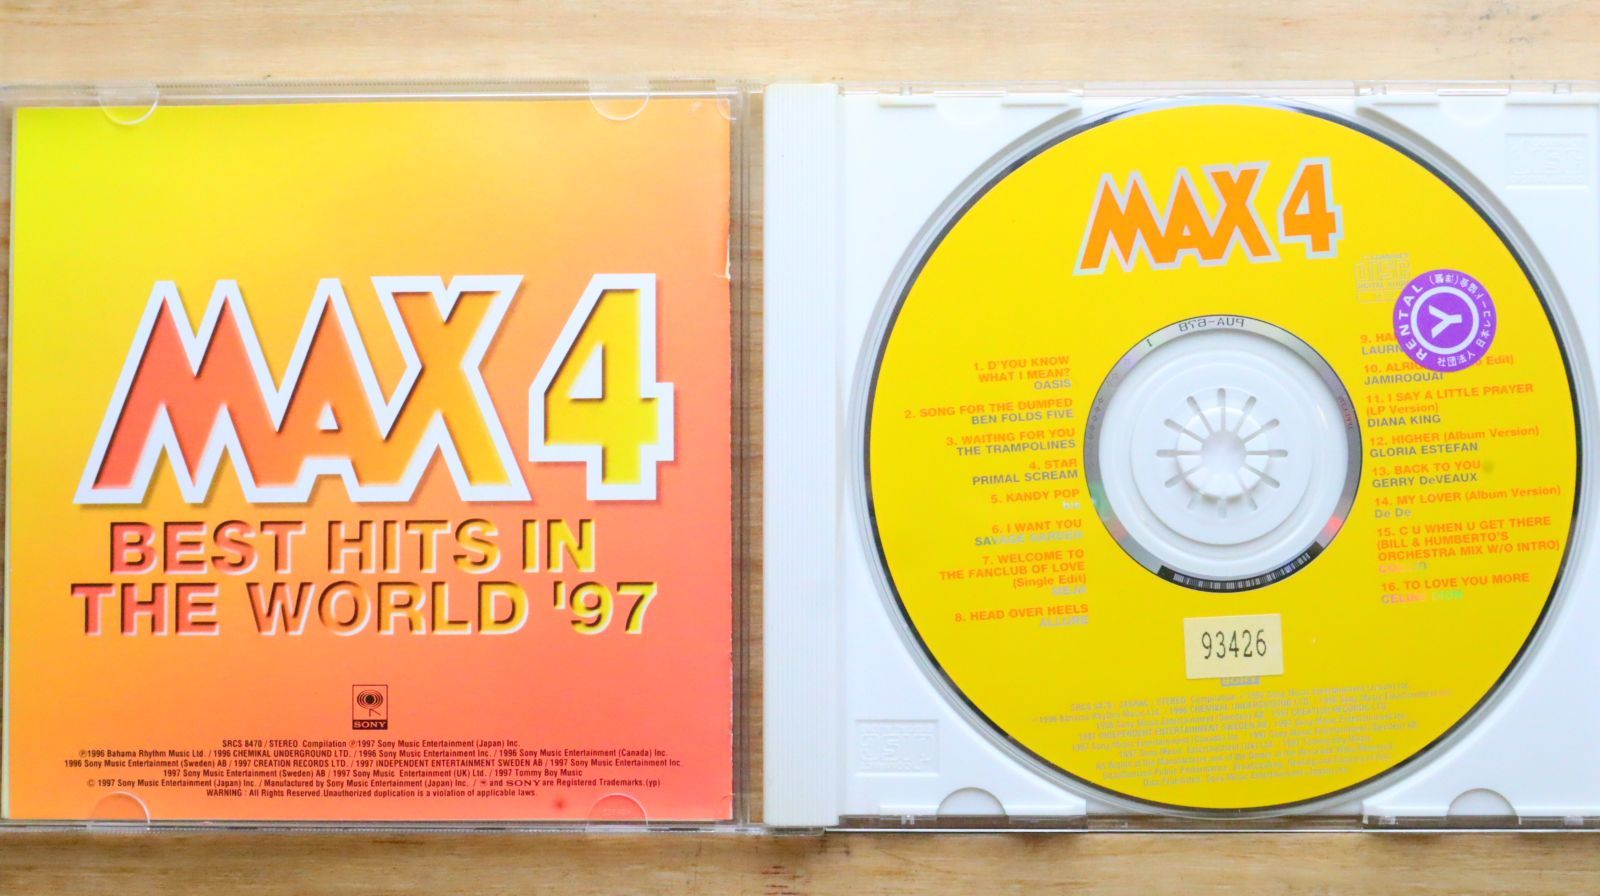 MAX 4
BEST HITS IN
THE WORLD '97
SONY
SRCS 8470 / STEREO Compilation ℗1997 Sony Music Entertainment (Japan) Inc.
℗1996 Bahama Rhythm Music Ltd. / 1996 CHEMIKAL UNDERGROUND LTD. / 1996 Sony Music Entertainment Inc. / 1996 Sony Music Entertainment (Canada) Inc.
1996 Sony Music Entertainment (Sweden) AB / 1997 CREATION RECORDS LTD. / 1997 INDEPENDENT ENTERTAINMENT SWEDEN AB / 1997 Sony Music Entertainment Inc.
1997 Sony Music Entertainment (Sweden) AB / 1997 Sony Music Entertainment (UK) Ltd. / 1997 Tommy Boy Music
© 1997 Sony Music Entertainment (Japan) Inc. / Manufactured by Sony Music Entertainment (Japan) Inc. / and SONY are Registered Trademarks. (yp)
WARNING : All Rights Reserved. Unauthorized duplication is a violation of applicable laws.
MAX 4
RENTAL
Y
PUA-678
1. D'YOU KNOW
WHAT I MEAN?
OASIS
2. SONG FOR THE DUMPED
BEN FOLDS FIVE
3. WAITING FOR YOU
THE TRAMPOLINES
4. STAR
PRIMAL SCREAM
5. KANDY POP
bis
6. I WANT YOU
SAVAGE GARDEN
7. WELCOME TO
THE FANCLUB OF LOVE
(Single Edit)
MEJA
8. HEAD OVER HEELS
ALLURE
9.
10. Edit)
JAMIROQUAI
11. I SAY A LITTLE PRAYER
(LP Version)
DIANA KING
12. HIGHER (Album Version)
GLORIA ESTEFAN
13. BACK TO YOU
GERRY DeVEAUX
14. MY LOVER (Album Version)
De De
15. C U WHEN U GET THERE
(BILL & HUMBERTO'S
ORCHESTRA MIX W/O INTRO)
COOLIO
16. TO LOVE YOU MORE
CELINE DION
93426